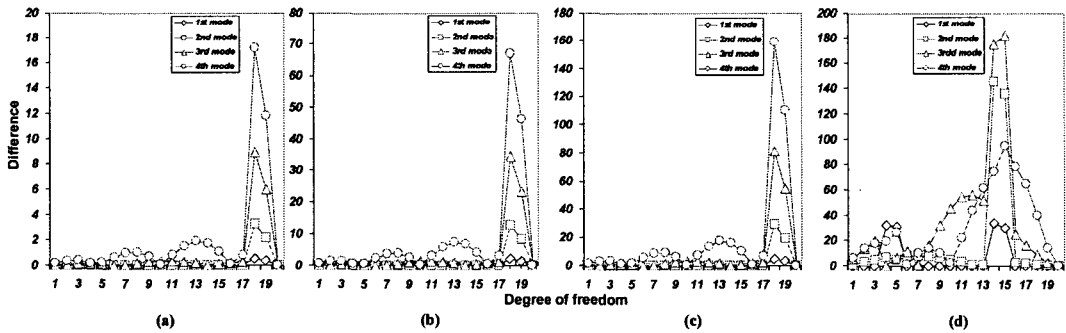 Difference
20
18
16
14
12
10
8
6
4
2
0
1st mode
2nd mode
3rd mode
4th mode
1 3 5 7 9 11 13 15 17 19
(a)
80
70
60
50
40
30
20
10
0
1st mode
2nd mode
3rd mode
4th mode
1 3 5 7 9 11 13 15 17 19
(b)
180
160
140
120
100
80
60
40
20
0
1st mode
2nd mode
3rd mode
4th mode
1 3 5 7 9 11 13 15 17 19
(c)
200
180
160
140
120
100
80
60
40
20
0
1st mode
2nd mode
3rdd mode
4th mode
1 3 5 7 9 11 13 15 17 19
(d)
Degree of freedom